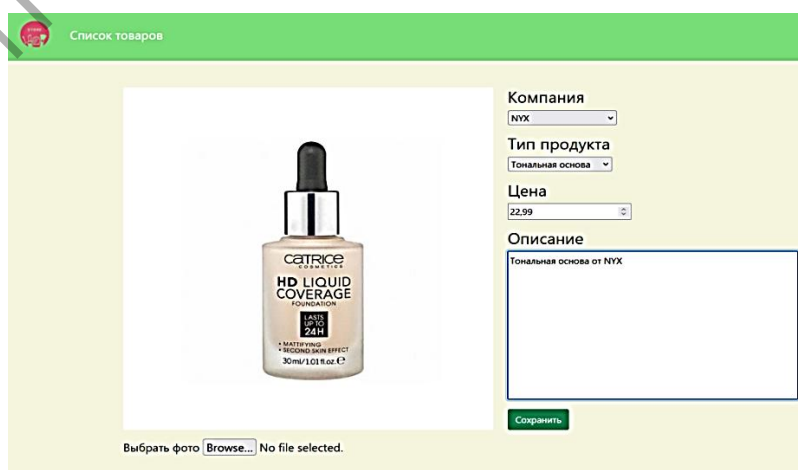 Список товаров
CATRICE
COSMETICS
HD LIQUID
COVERAGE
FOUNDATION
LASTS
UP TO
24H
• MATTIFYING
• SECOND SKIN EFFECT
30 ml/1.01 fl.oz. ℮
Компания
NYX
Тип продукта
Тональная основа
Цена
22,99
Описание
Тональная основа от NYX
Сохранить
Выбрать фото Browse... No file selected.